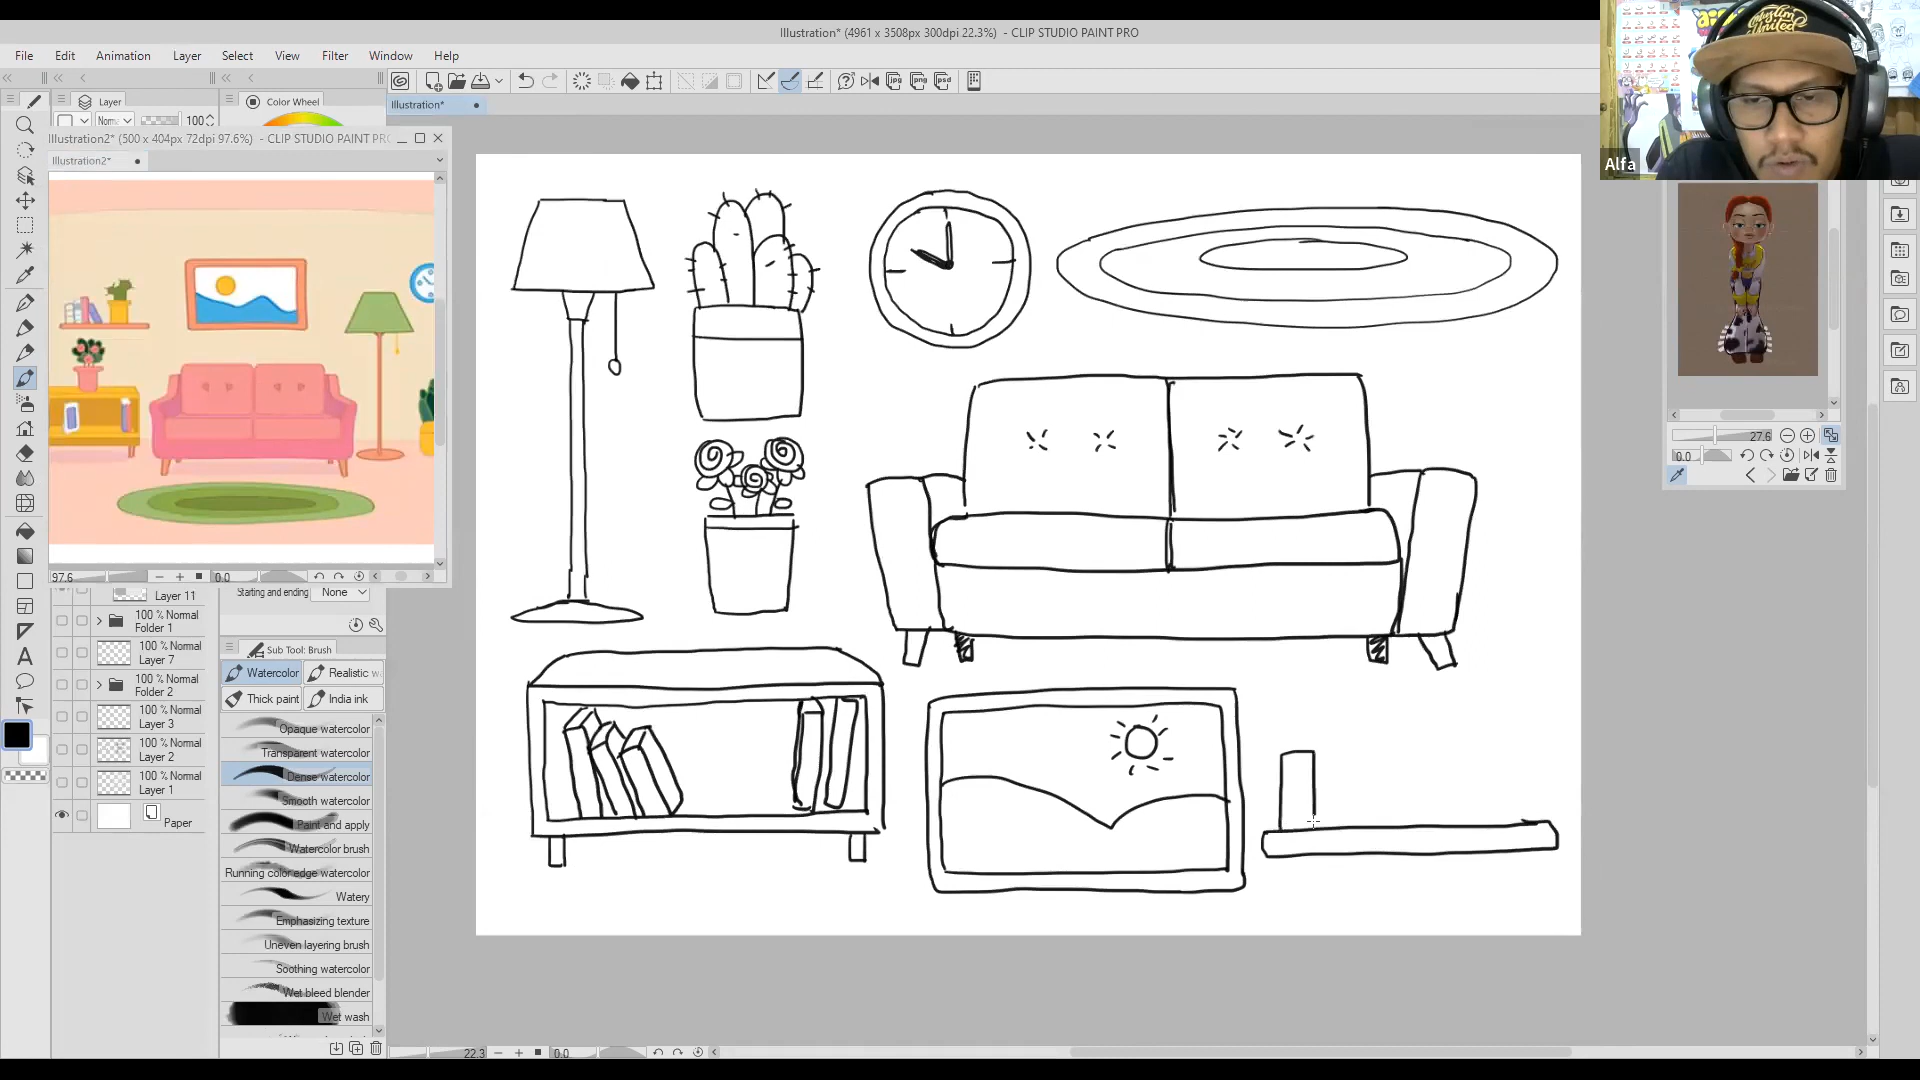 Illustration* (4961 x 3508px 300dpi 22.3%) - CLIP STUDIO PAINT PRO
File Edit Animation Layer Select View Filter Window Help
Layer
Color Wheel
Illustration*
100
Illustration2* (500 x 404px 72dpi 97.6%) - CLIP STUDIO PAINT PRO
Illustration2*
Muslim United
Alfa
97.6
0.0
Layer 11
Starting and ending None
100 % Normal
Folder 1
100 % Normal
Layer 7
100 % Normal
Folder 2
100 % Normal
Layer 3
100 % Normal
Layer 2
100 % Normal
Layer 1
Paper
Sub Tool: Brush
Watercolor
Realistic w
Thick paint
India ink
Opaque watercolor
Transparent watercolor
Dense watercolor
Smooth watercolor
Paint and apply
Watercolor brush
Running color edge watercolor
Watery
Emphasizing texture
Uneven layering brush
Soothing watercolor
Wet bleed blender
Wet wash
27.6
0.0
22.3
0.0